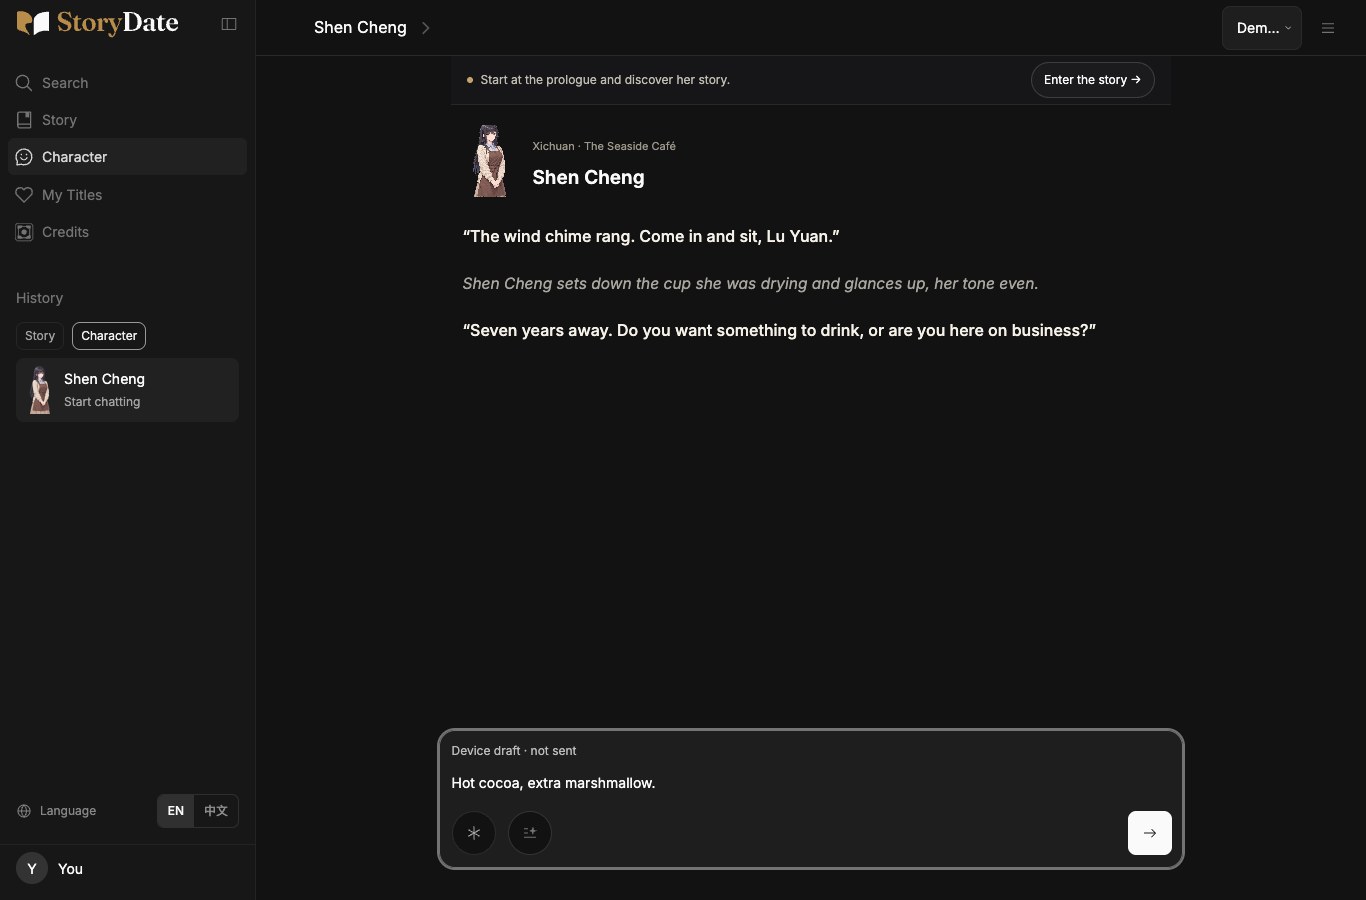 StoryDate
Search
Story
Character
My Titles
Credits
History
Story
Character
Shen Cheng
Start chatting
Language
EN
中文
Y
You
Shen Cheng
Dem...
Start at the prologue and discover her story.
Enter the story →
Xichuan · The Seaside Café
Shen Cheng
“The wind chime rang. Come in and sit, Lu Yuan.”
Shen Cheng sets down the cup she was drying and glances up, her tone even.
“Seven years away. Do you want something to drink, or are you here on business?”
Device draft · not sent
Hot cocoa, extra marshmallow.